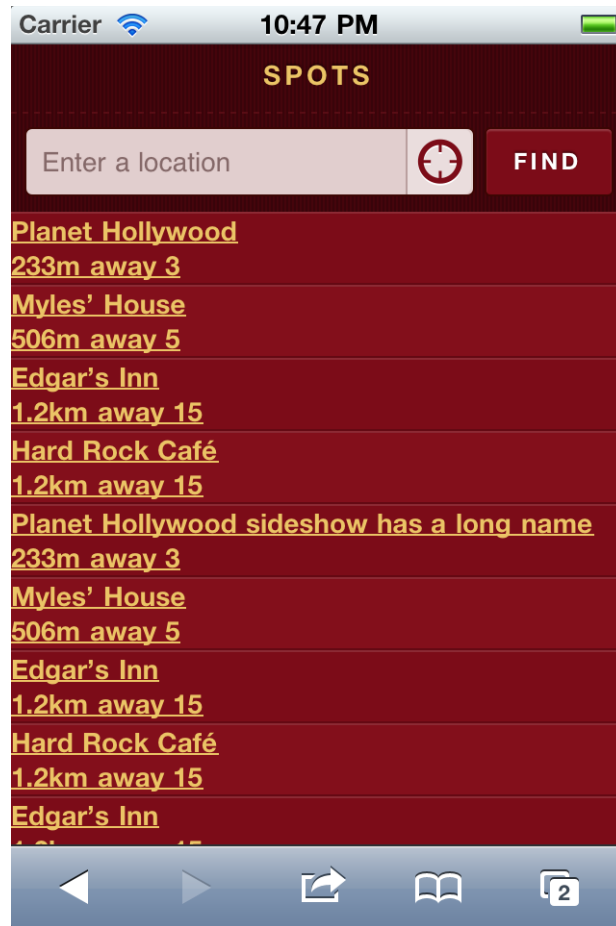 Carrier 10:47 PM
SPOTS
Enter a location FIND
Planet Hollywood
233m away 3
Myles’ House
506m away 5
Edgar’s Inn
1.2km away 15
Hard Rock Café
1.2km away 15
Planet Hollywood sideshow has a long name
233m away 3
Myles’ House
506m away 5
Edgar’s Inn
1.2km away 15
Hard Rock Café
1.2km away 15
Edgar’s Inn
2